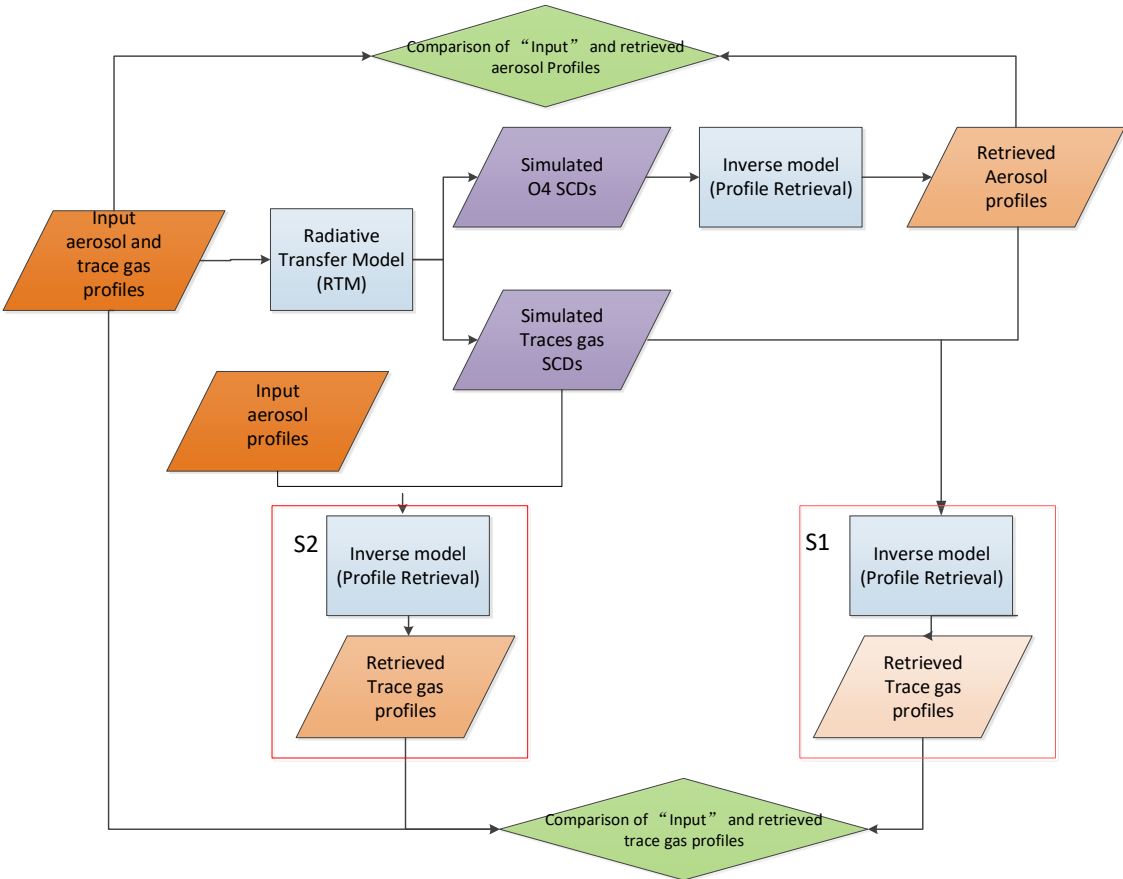 Comparison of “Input” and retrieved
aerosol Profiles
Simulated
O4 SCDs
Inverse model
(Profile Retrieval)
Retrieved
Aerosol
profiles
Input
aerosol and
trace gas
profiles
Radiative
Transfer Model
(RTM)
Simulated
Traces gas
SCDs
Input
aerosol
profiles
S2
Inverse model
(Profile Retrieval)
S1
Inverse model
(Profile Retrieval)
Retrieved
Trace gas
profiles
Retrieved
Trace gas
profiles
Comparison of “Input” and retrieved
trace gas profiles